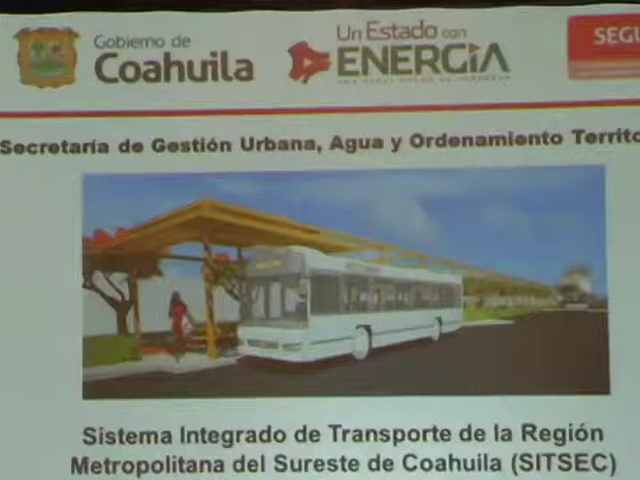 Gobierno de
Coahuila
Un Estado con
ENERGÍA
SEGU
Secretaría de Gestión Urbana, Agua y Ordenamiento Territo
Sistema Integrado de Transporte de la Región
Metropolitana del Sureste de Coahuila (SITSEC)